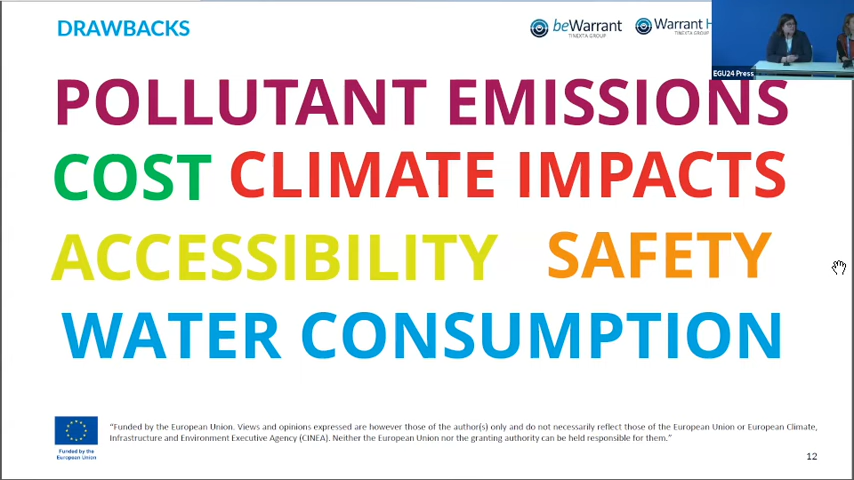 DRAWBACKS
beWarrant
TINEXTA GROUP
Warrant H
TINEXTA GROUP
EGU24 Press
POLLUTANT EMISSIONS
COST CLIMATE IMPACTS
ACCESSIBILITY SAFETY
WATER CONSUMPTION
Funded by the
European Union
"Funded by the European Union. Views and opinions expressed are however those of the author(s) only and do not necessarily reflect those of the European Union or European Climate,
Infrastructure and Environment Executive Agency (CINEA). Neither the European Union nor the granting authority can be held responsible for them."
12